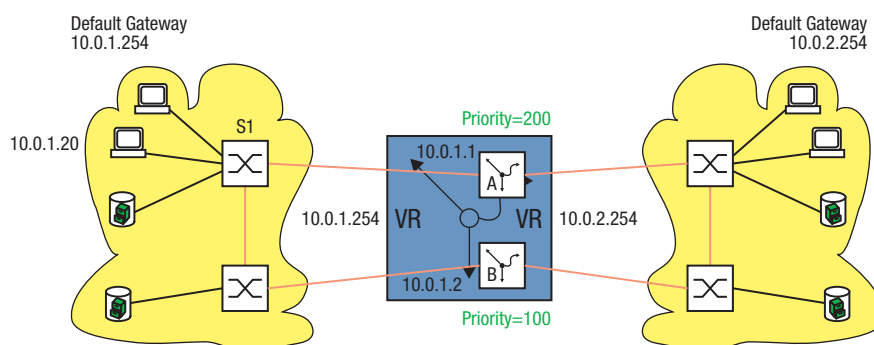 Default Gateway
10.0.1.254
Default Gateway
10.0.2.254
Priority=200
S1
10.0.1.20
10.0.1.1
A
10.0.1.254
VR
VR
10.0.2.254
10.0.1.2
B
Priority=100